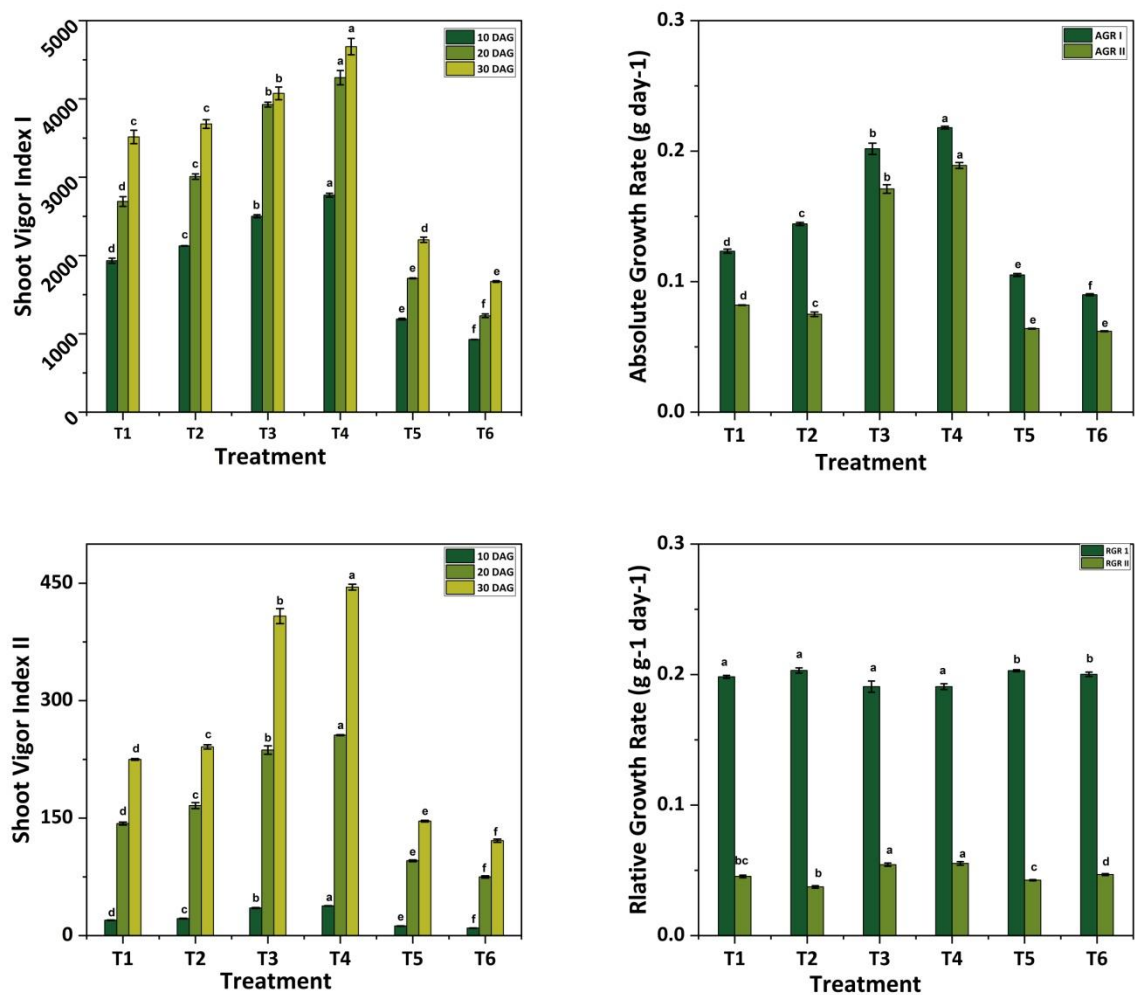 Shoot Vigor Index I
5000
4000
3000
2000
1000
0
10 DAG
20 DAG
30 DAG
d
d
c
c
c
c
b
b
b
a
a
a
e
e
e
f
f
e
T1 T2 T3 T4 T5 T6
Treatment
Absolute Growth Rate (g day-1)
0.3
0.2
0.1
0.0
AGR I
AGR II
d
d
c
c
b
b
a
a
e
e
f
e
T1 T2 T3 T4 T5 T6
Treatment
Shoot Vigor Index II
450
300
150
0
10 DAG
20 DAG
30 DAG
d
d
d
c
c
c
b
b
b
a
a
a
e
e
e
f
f
f
T1 T2 T3 T4 T5 T6
Treatment
Rlative Growth Rate (g g-1 day-1)
0.3
0.2
0.1
0.0
RGR 1
RGR II
a
bc
a
b
a
a
a
a
b
c
b
d
T1 T2 T3 T4 T5 T6
Treatment